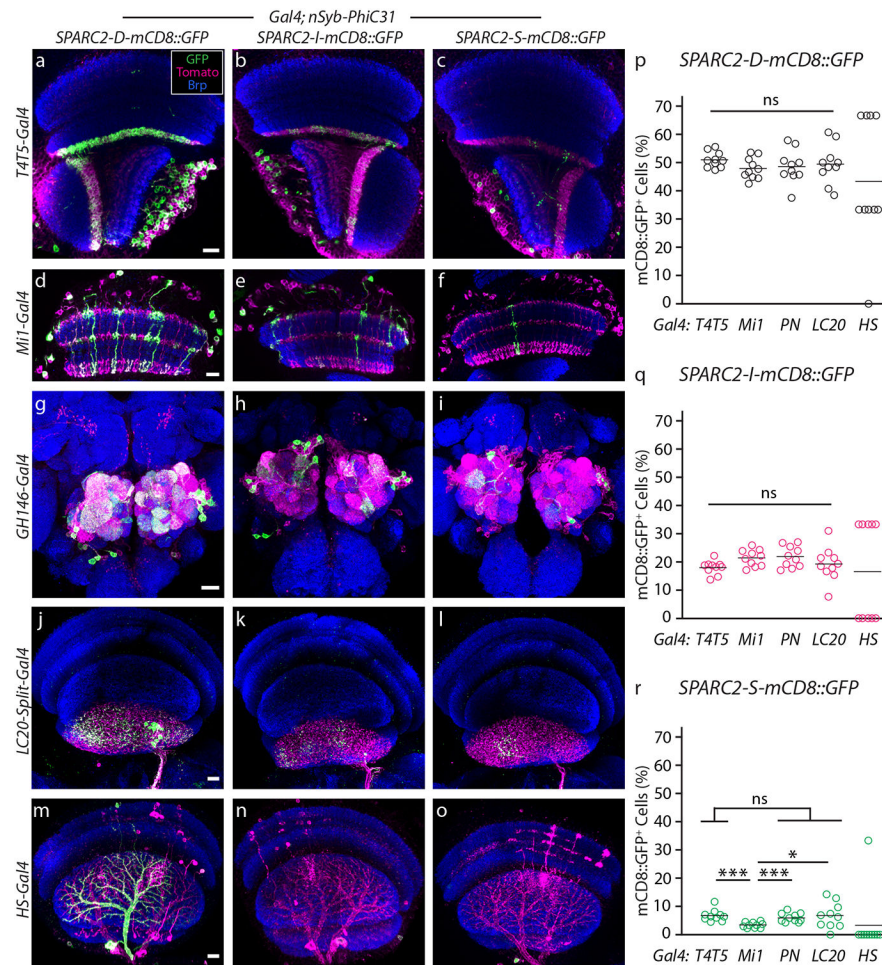 Gal4; nSyb-PhiC31
SPARC2-D-mCD8::GFP SPARC2-I-mCD8::GFP SPARC2-S-mCD8::GFP
a
GFP
Tomato
Brp
b
c
T4T5-Gal4
d
e
f
Mi1-Gal4
g
h
i
GH146-Gal4
j
k
l
LC20-Split-Gal4
m
n
o
HS-Gal4
p SPARC2-D-mCD8::GFP
mCD8::GFP+ Cells (%)
70
60
50
40
30
20
10
0
ns
Gal4: T4T5 Mi1 PN LC20 HS
q SPARC2-I-mCD8::GFP
mCD8::GFP+ Cells (%)
70
60
50
40
30
20
10
0
ns
Gal4: T4T5 Mi1 PN LC20 HS
r SPARC2-S-mCD8::GFP
mCD8::GFP+ Cells (%)
70
60
50
40
30
20
10
0
ns
*
*** ***
Gal4: T4T5 Mi1 PN LC20 HS